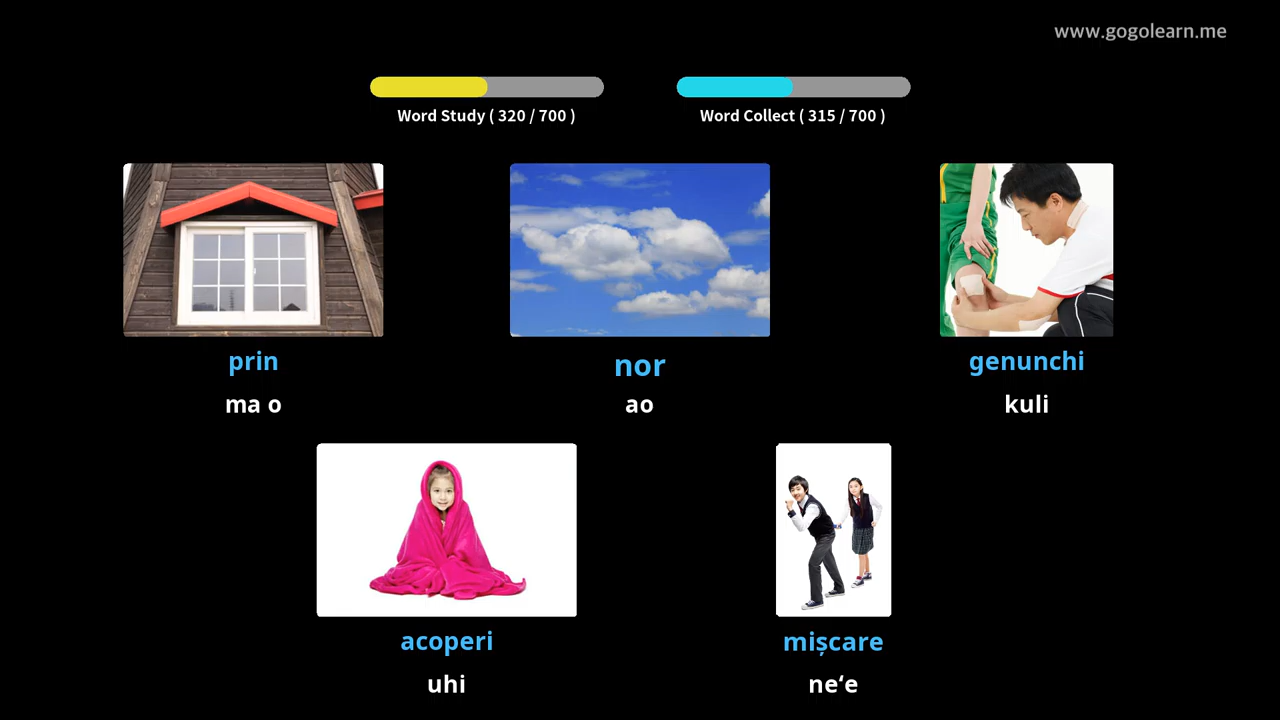 www.gogolearn.me
Word Study ( 320 / 700 )
Word Collect ( 315 / 700 )
prin
ma o
nor
ao
genunchi
kuli
acoperi
uhi
mișcare
neʻe